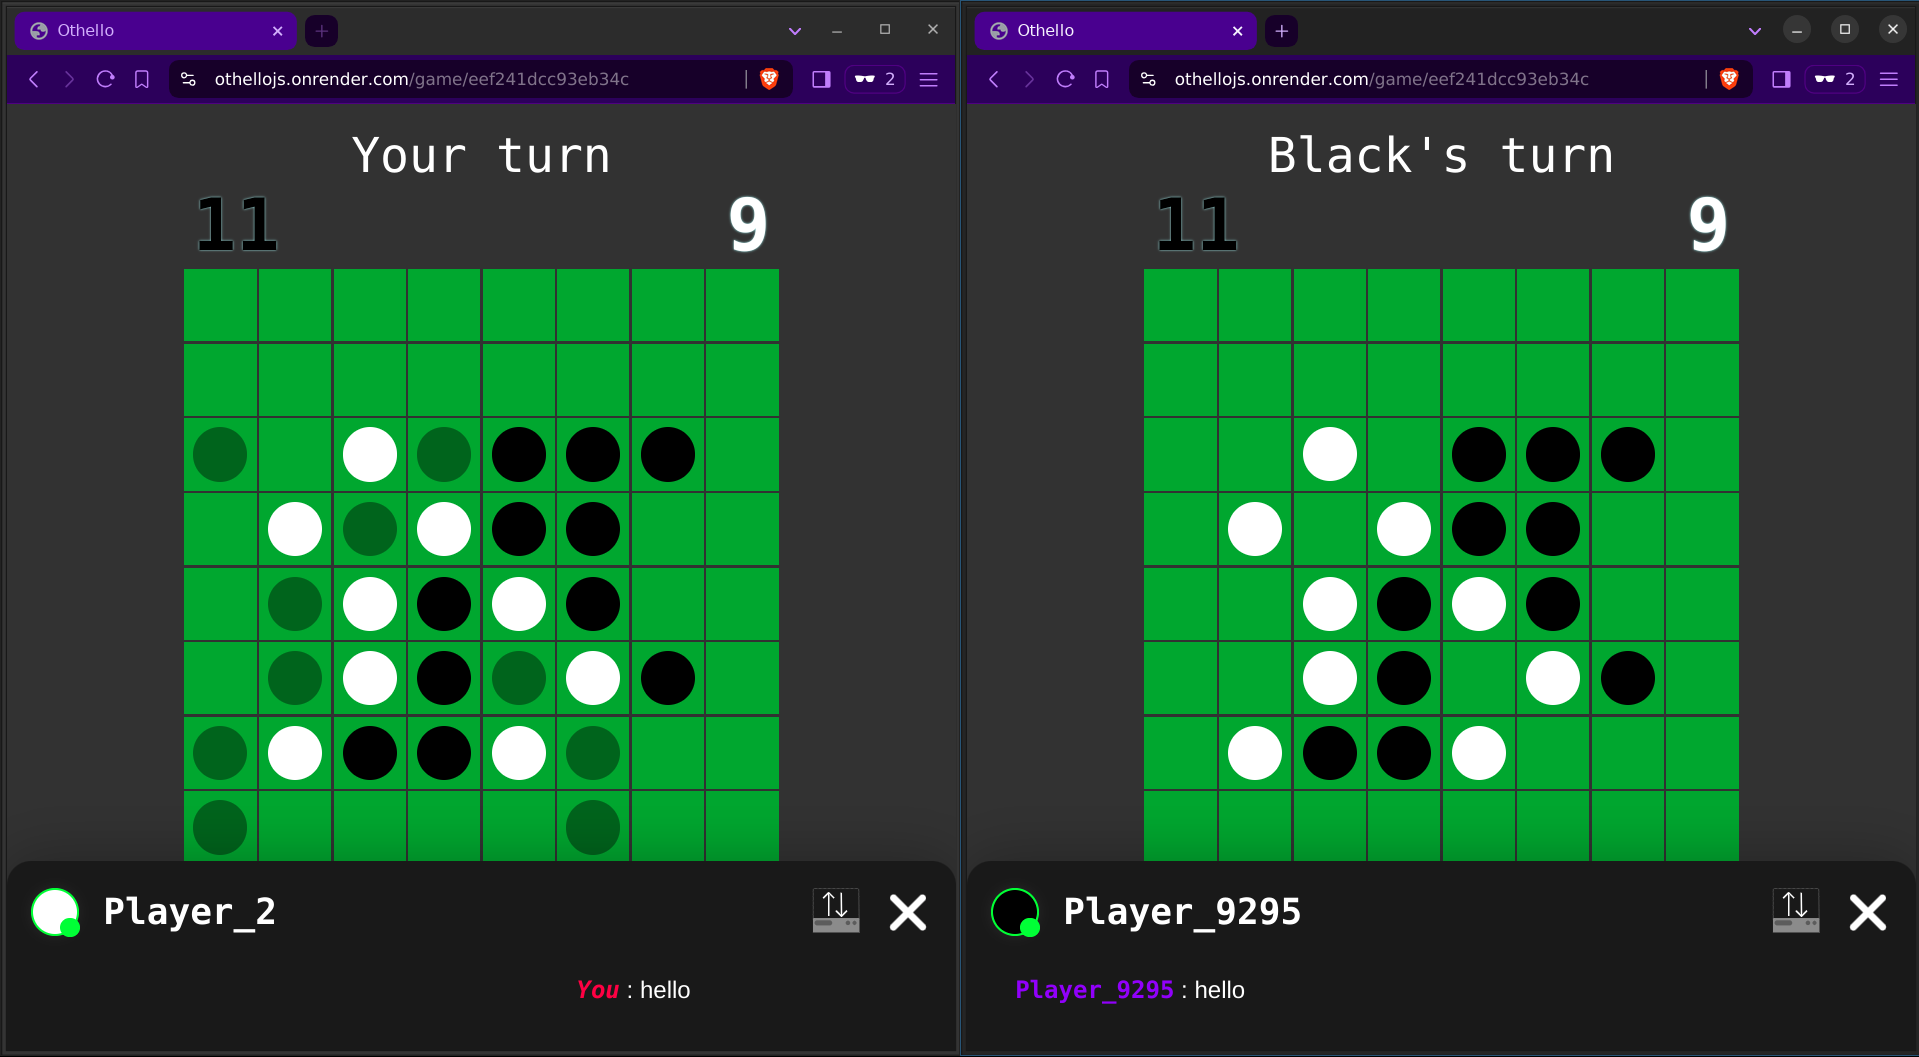 Othello
othellojs.onrender.com/game/eef241dcc93eb34c
2
Your turn
11 9
Player_2
You : hello
Othello
othellojs.onrender.com/game/eef241dcc93eb34c
2
Black's turn
11 9
Player_9295
Player_9295 : hello